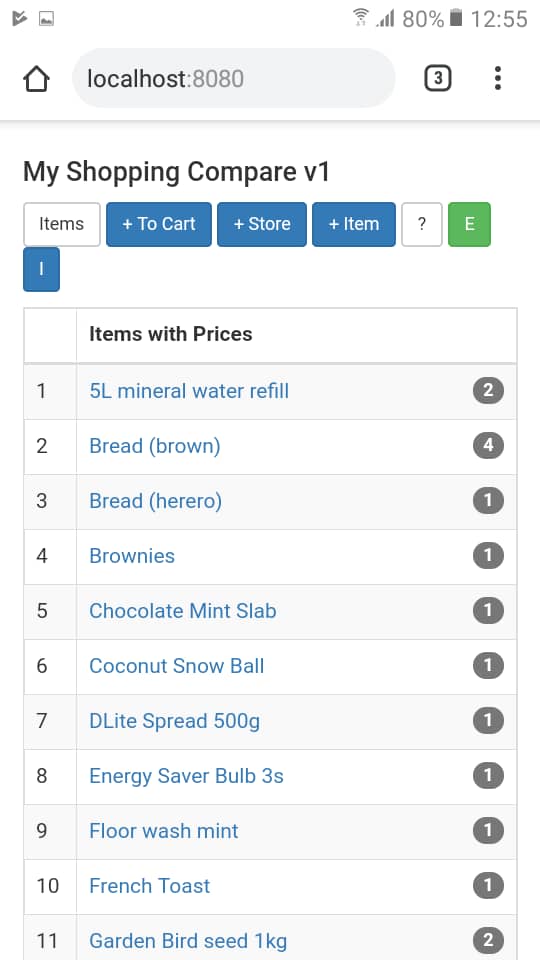 80% 12:55
localhost:8080 3
My Shopping Compare v1
Items + To Cart + Store + Item ? E
I
Items with Prices
1 5L mineral water refill 2
2 Bread (brown) 4
3 Bread (herero) 1
4 Brownies 1
5 Chocolate Mint Slab 1
6 Coconut Snow Ball 1
7 DLite Spread 500g 1
8 Energy Saver Bulb 3s 1
9 Floor wash mint 1
10 French Toast 1
11 Garden Bird seed 1kg 2